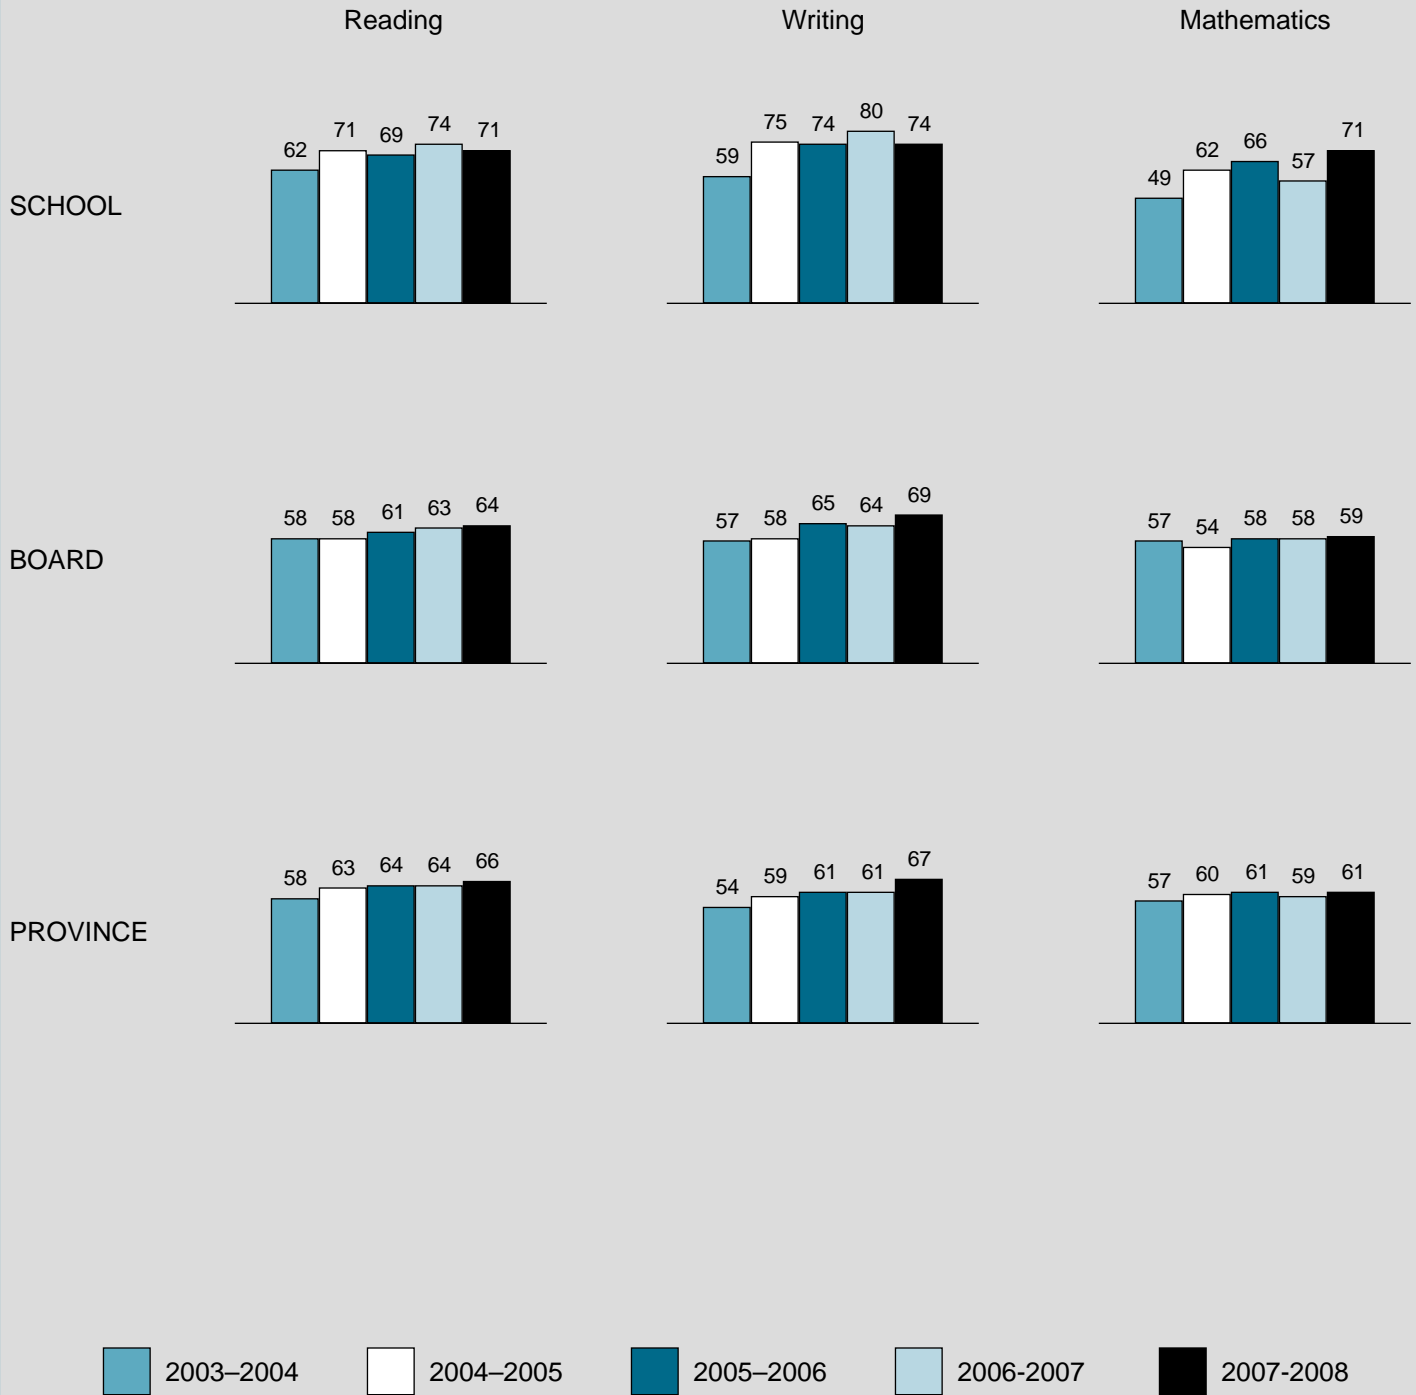 Reading Writing Mathematics
SCHOOL
62 71 69 74 71
59 75 74 80 74
49 62 66 57 71
BOARD
58 58 61 63 64
57 58 65 64 69
57 54 58 58 59
PROVINCE
58 63 64 64 66
54 59 61 61 67
57 60 61 59 61
2003–2004 2004–2005 2005–2006 2006-2007 2007-2008